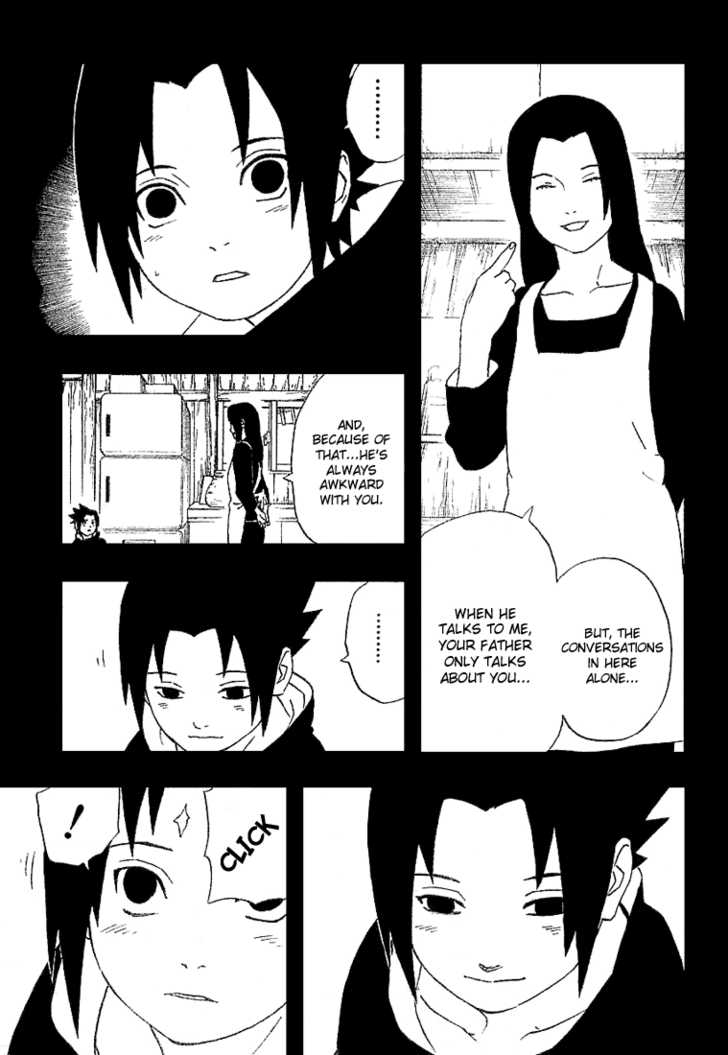 BUT, THE
CONVERSATIONS
IN HERE
ALONE...
WHEN HE
TALKS TO ME,
YOUR FATHER
ONLY TALKS
ABOUT YOU...
........
AND,
BECAUSE OF
THAT...HE'S
ALWAYS
AWKWARD
WITH YOU.
........
CLICK
!